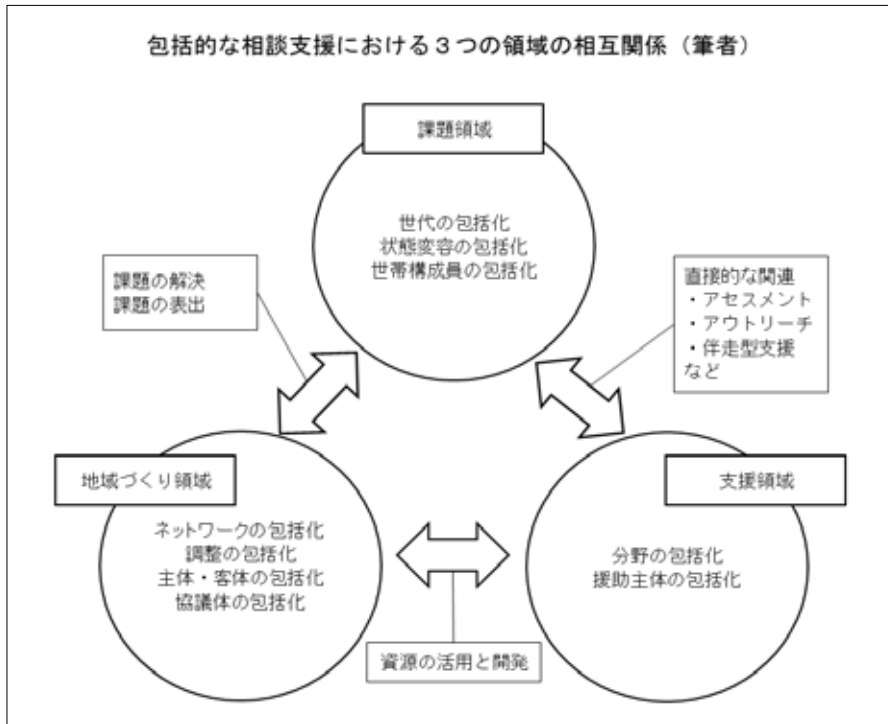 包括的な相談支援における３つの領域の相互関係（筆者）
課題領域
世代の包括化
状態変容の包括化
世帯構成員の包括化
課題の解決
課題の表出
直接的な関連
・アセスメント
・アウトリーチ
・伴走型支援
など
地域づくり領域
ネットワークの包括化
調整の包括化
主体・客体の包括化
協議体の包括化
支援領域
分野の包括化
援助主体の包括化
資源の活用と開発